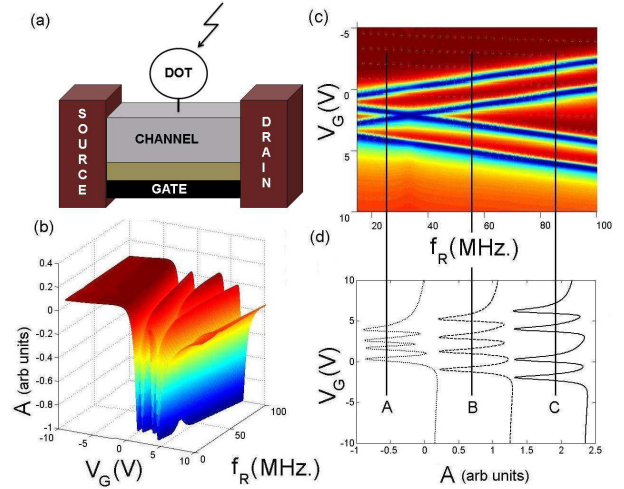 (a)
DOT
SOURCE
CHANNEL
GATE
DRAIN
(b)
0.4
0.2
0
-0.2
-0.4
-0.6
-0.8
-1
A (arb units)
-10
-5
0
5
10
V_G(V)
0
50
100
f_R(MHz.)
(c)
-5
0
5
10
V_G(V)
20
40
60
80
100
f_R(MHz.)
(d)
10
5
0
-5
-10
V_G(V)
A
B
C
-1
-0.5
0
0.5
1
1.5
2
2.5
A (arb units)